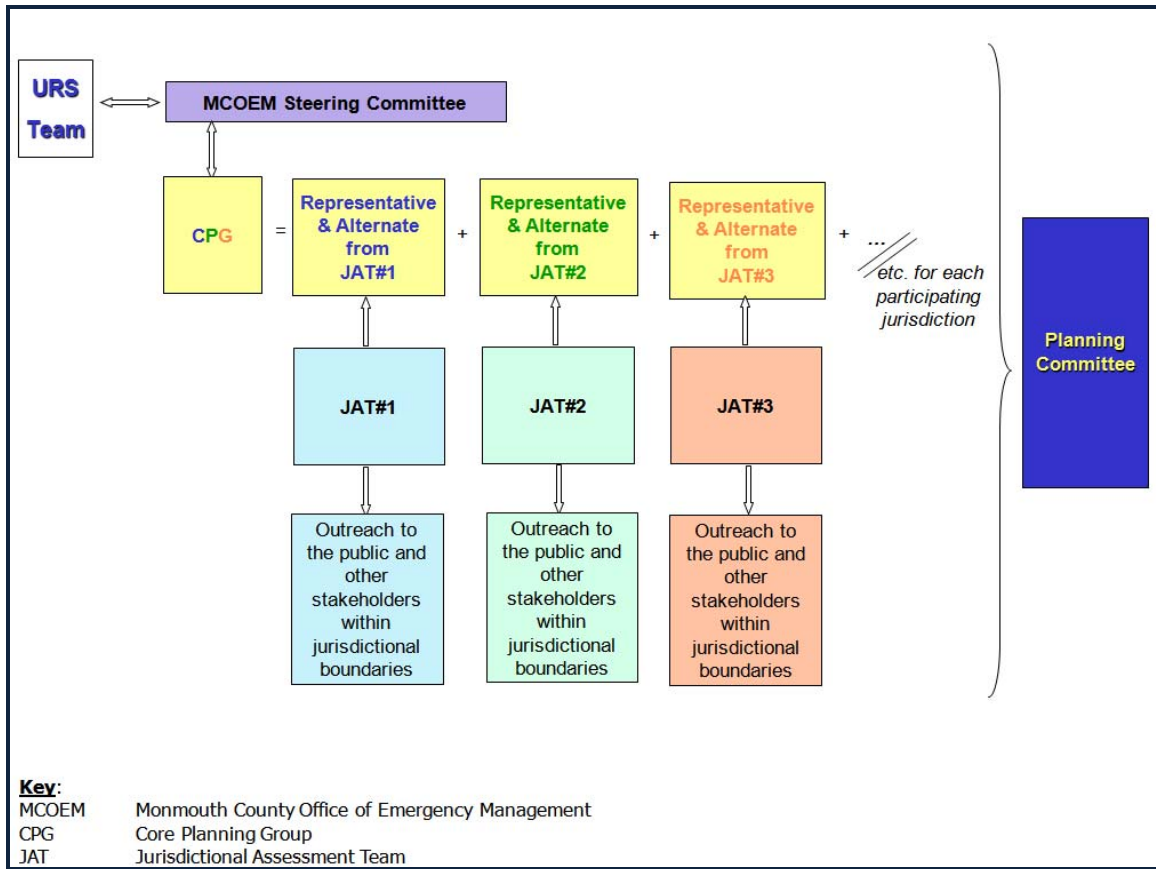 URS
Team
MCOEM Steering Committee
CPG
=
Representative
& Alternate
from
JAT#1
+
Representative
& Alternate
from
JAT#2
+
Representative
& Alternate
from
JAT#3
+
...
etc. for each
participating
jurisdiction
JAT#1
JAT#2
JAT#3
Outreach to
the public and
other
stakeholders
within
jurisdictional
boundaries
Outreach to
the public and
other
stakeholders
within
jurisdictional
boundaries
Outreach to
the public and
other
stakeholders
within
jurisdictional
boundaries
Planning
Committee
Key:
MCOEM Monmouth County Office of Emergency Management
CPG Core Planning Group
JAT Jurisdictional Assessment Team